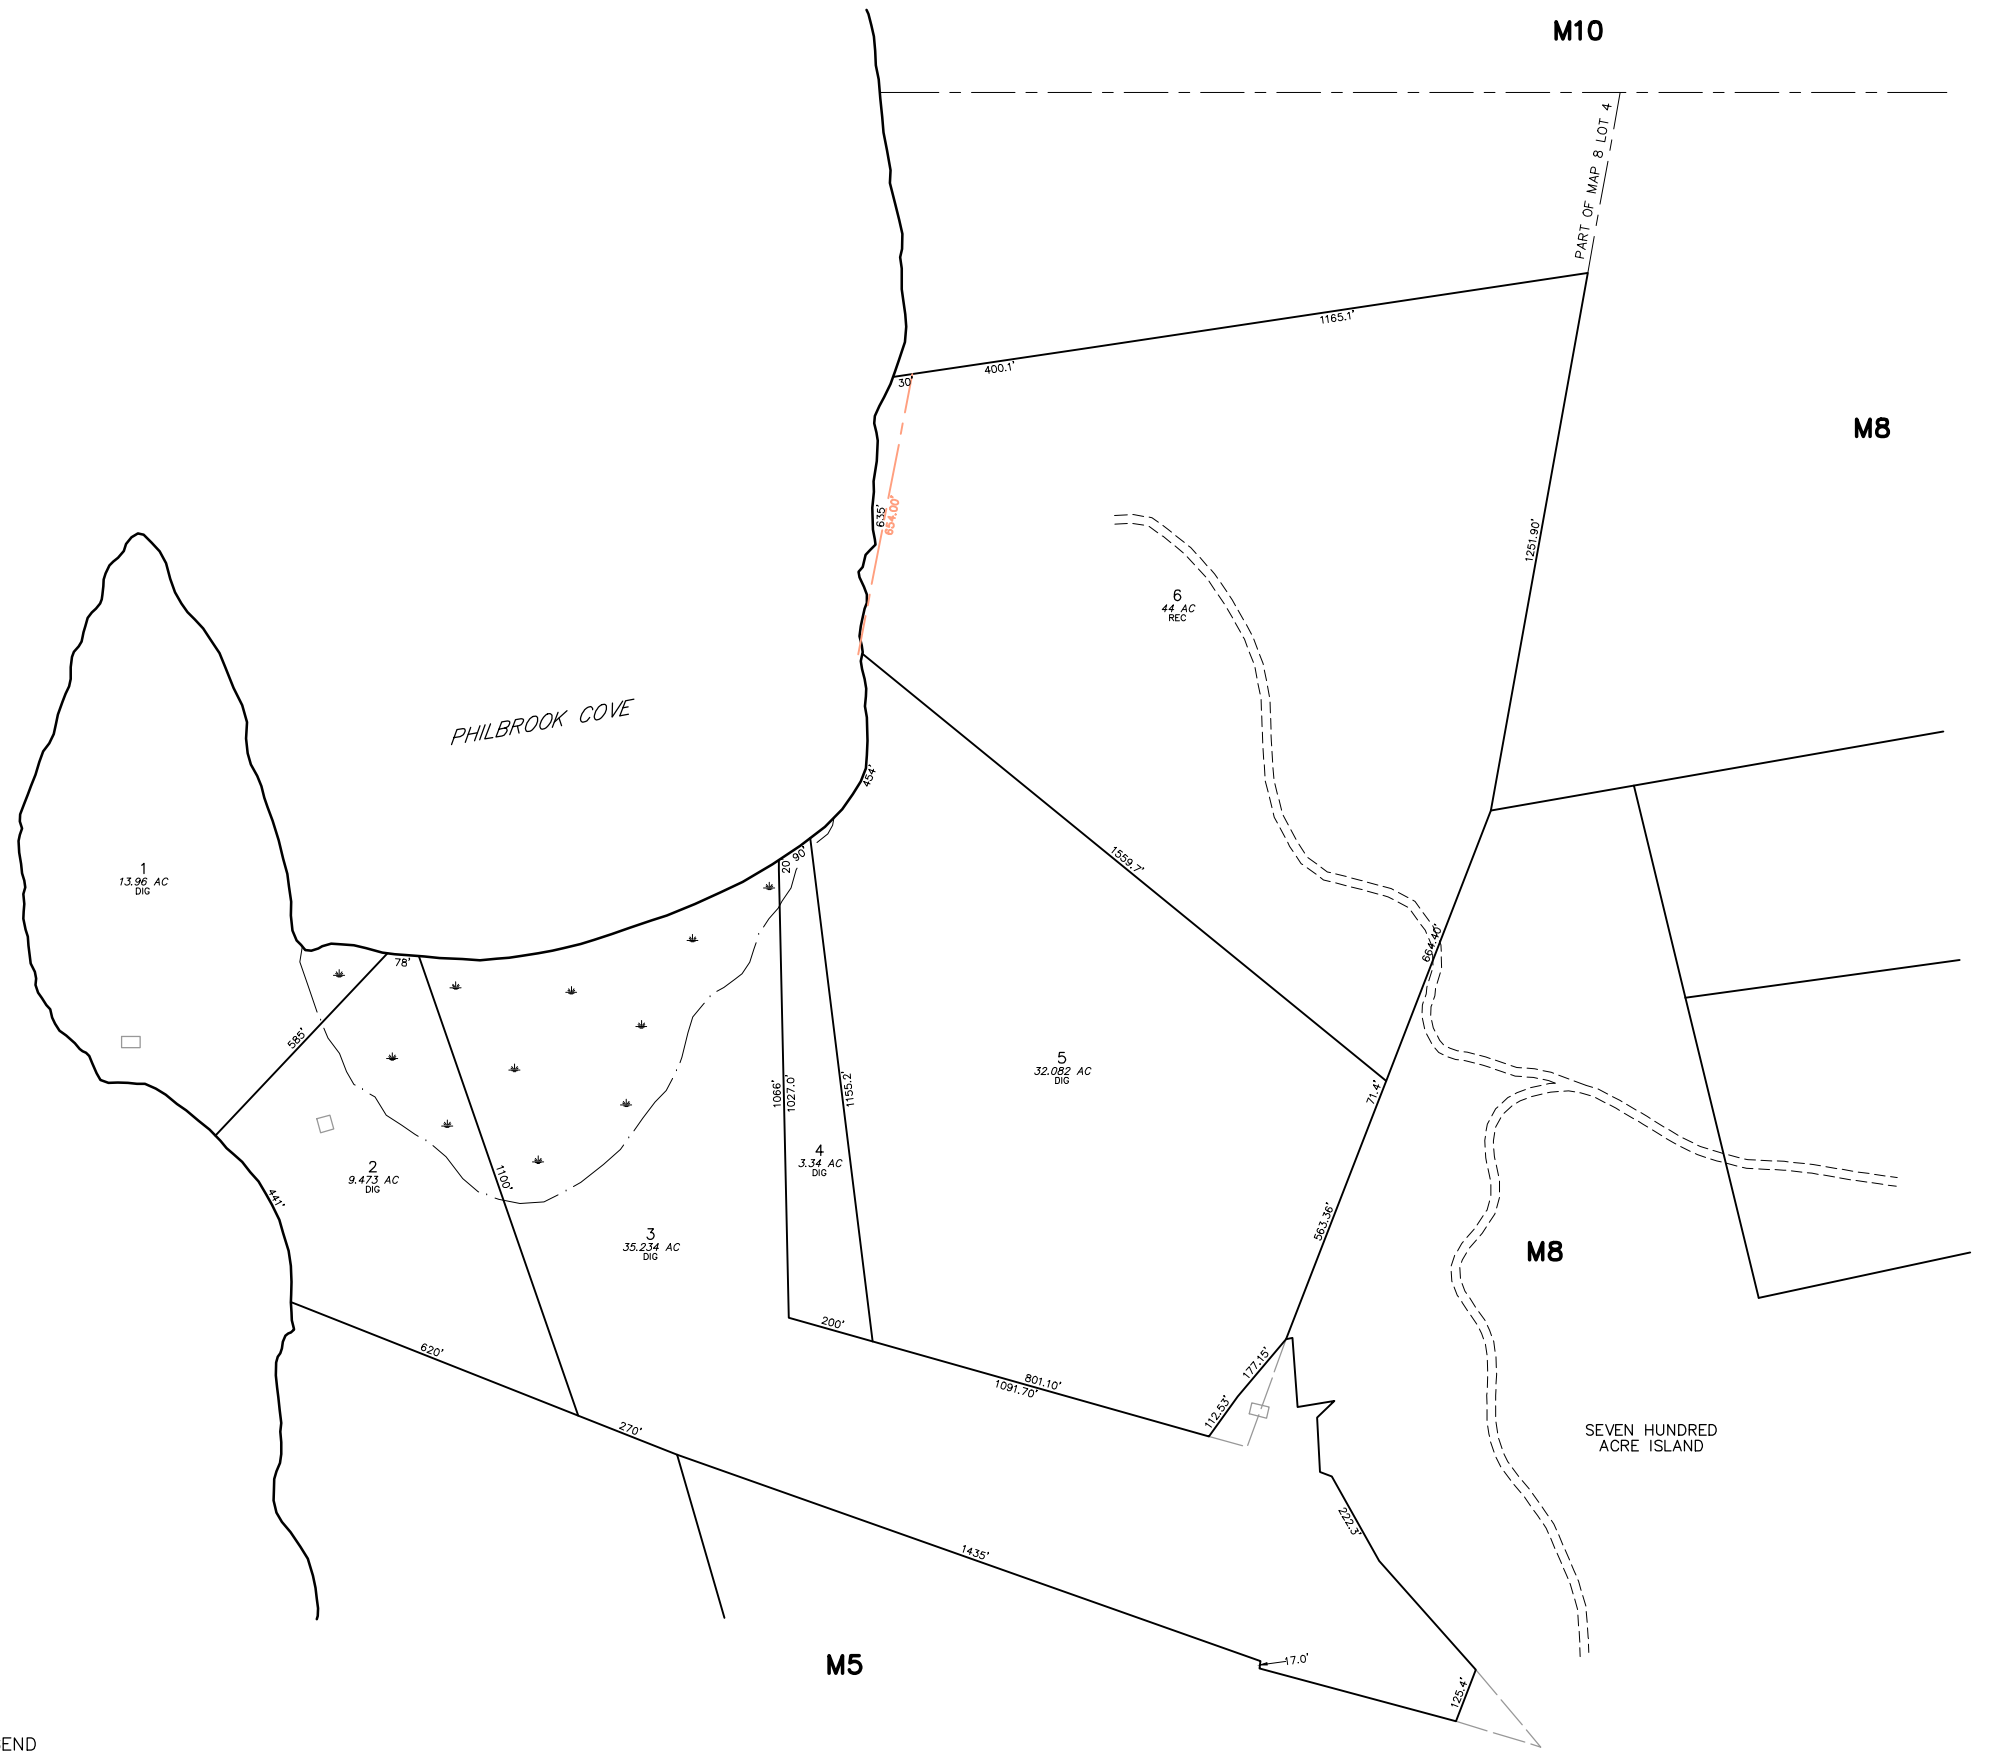 M10
PART OF MAP 8 LOT 4
1165.1'
400.1'
30'
M8
635'
654.00'
1251.90'
6
44 AC
REC
PHILBROOK COVE
454'
1
13.96 AC
DIG
20
90'
1559.7'
664.40'
78'
585'
5
32.082 AC
DIG
1066'
1027.0'
1155.2'
71.4'
4
3.34 AC
DIG
2
9.473 AC
DIG
1100'
441'
3
35.234 AC
DIG
563.36'
M8
200'
620'
177.15'
801.10'
1091.70'
112.53'
270'
SEVEN HUNDRED
ACRE ISLAND
222.3'
1435'
M5
17.0'
125.4'
END